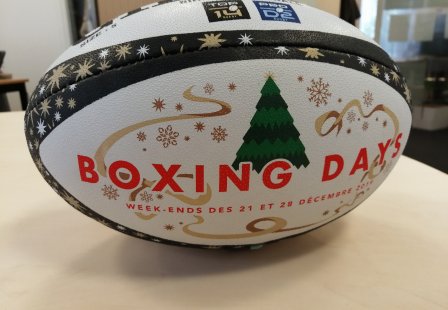 TOP
14
PRO
D2
BOXING DAYS
WEEK-ENDS DES 21 ET 28 DÉCEMBRE